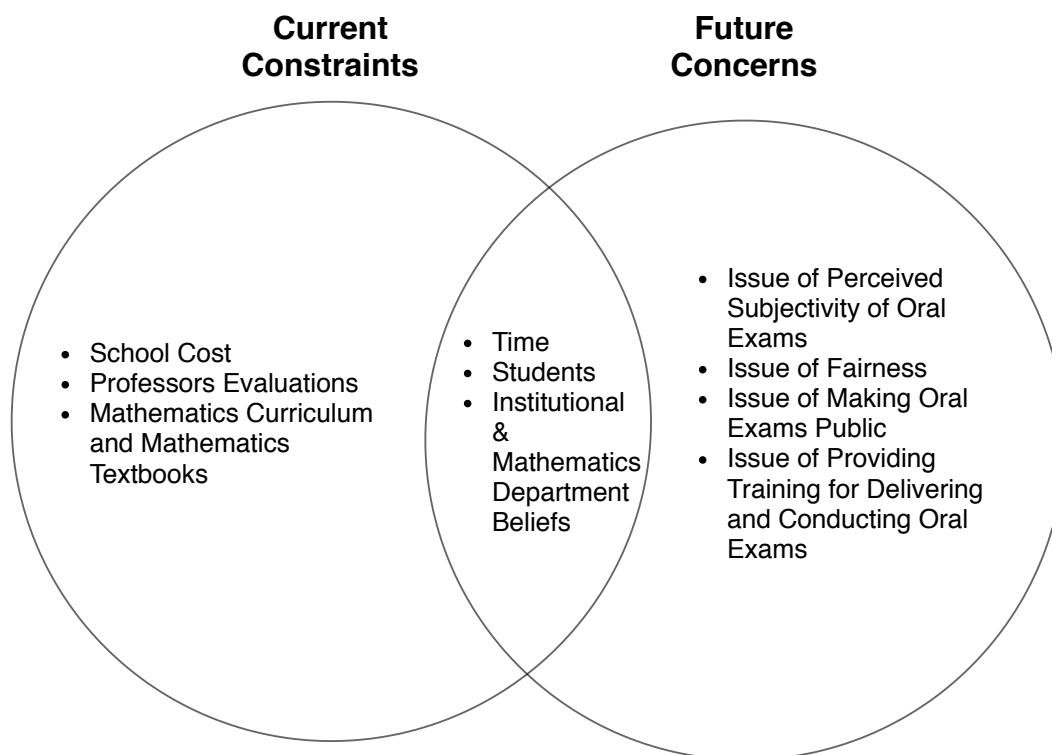 Current
Constraints
Future
Concerns
• School Cost
• Professors Evaluations
• Mathematics Curriculum
and Mathematics
Textbooks
• Time
• Students
• Institutional
&
Mathematics
Department
Beliefs
• Issue of Perceived
Subjectivity of Oral
Exams
• Issue of Fairness
• Issue of Making Oral
Exams Public
• Issue of Providing
Training for Delivering
and Conducting Oral
Exams